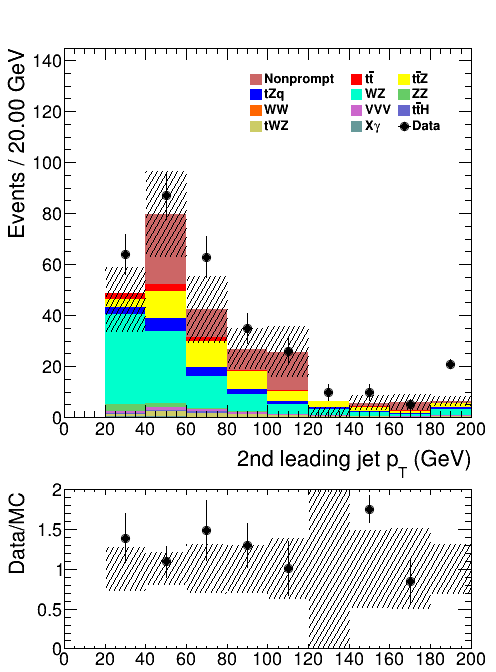 Events / 20.00 GeV
140
120
100
80
60
40
20
0
Nonprompt tt̄ tt̄Z
tZq WZ ZZ
WW VVV tt̄H
tWZ Xγ Data
0 20 40 60 80 100 120 140 160 180 200
2nd leading jet p_T (GeV)
Data/MC
2
1.5
1
0.5
0
0 20 40 60 80 100 120 140 160 180 200